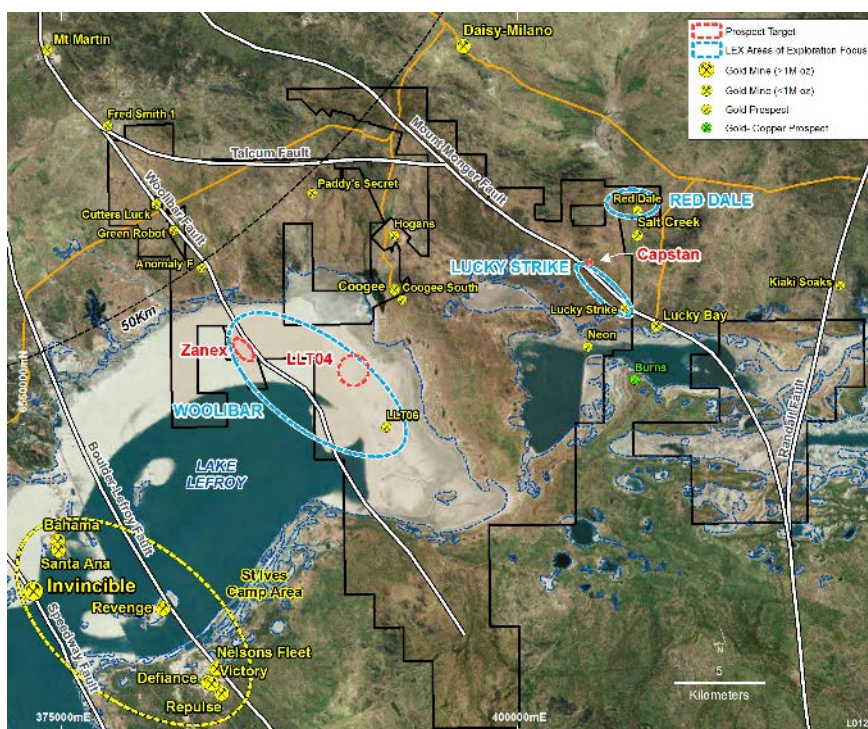 Prospect Target
LEX Areas of Exploration Focus
Gold Mine (>1M oz)
Gold Mine (<1M oz)
Gold Prospect
Gold- Copper Prospect
Mt Martin
Daisy-Milano
Fred Smith 1
Talcum Fault
Mount Monger Fault
Woolibar Fault
Paddy's Secret
Red Dale
RED DALE
Cutters Luck
Green Robot
Hogans
Salt Creek
Anomaly F
Capstan
LUCKY STRIKE
Coogee
Coogee South
Kiaki Soaks
50Km
Lucky Strike
Lucky Bay
Zanex
LLT04
Neon
Burns
6550000mN
WOOLIBAR
LLT06
Randall Fault
LAKE
LEFROY
Boulder-Lefroy Fault
Bahama
Santa Ana
St Ives
Camp Area
Invincible
Revenge
Speedway Fault
Nelsons Fleet
Victory
Defiance
Repulse
N
5
Kilometers
375000mE
400000mE
L012